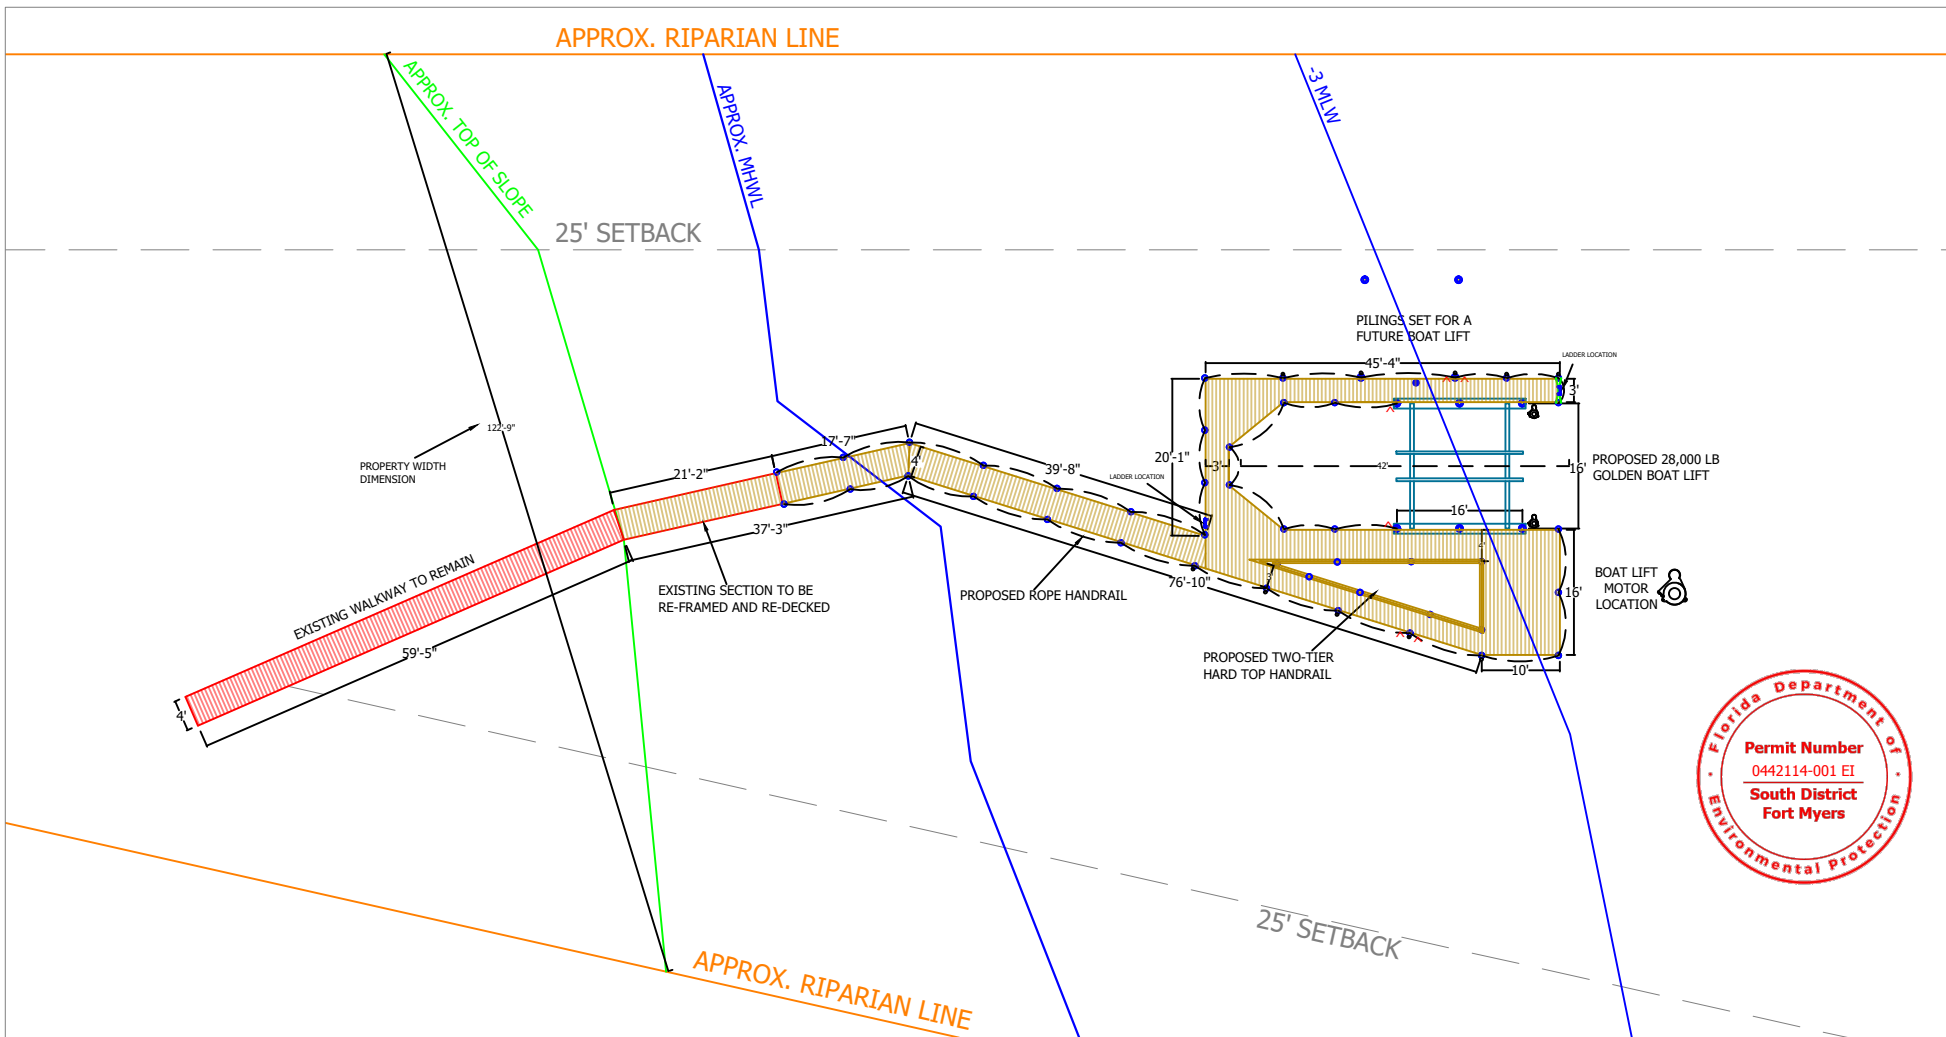 APPROX. RIPARIAN LINE
APPROX. TOP OF SLOPE
APPROX. MHWL
-3 MLW
25' SETBACK
PILINGS SET FOR A
FUTURE BOAT LIFT
45'-4"
LADDER LOCATION
3'
122'-9"
PROPERTY WIDTH
DIMENSION
17'-7"
21'-2"
4'
39'-8"
20'-1"
LADDER LOCATION
3'
42'
16'
PROPOSED 28,000 LB
GOLDEN BOAT LIFT
16'
37'-3"
EXISTING WALKWAY TO REMAIN
EXISTING SECTION TO BE
RE-FRAMED AND RE-DECKED
PROPOSED ROPE HANDRAIL
76'-10"
3'
16'
BOAT LIFT
MOTOR
LOCATION
59'-5"
4'
PROPOSED TWO-TIER
HARD TOP HANDRAIL
10'
Florida Department of
Environmental Protection
Permit Number
0442114-001 EI
South District
Fort Myers
25' SETBACK
APPROX. RIPARIAN LINE